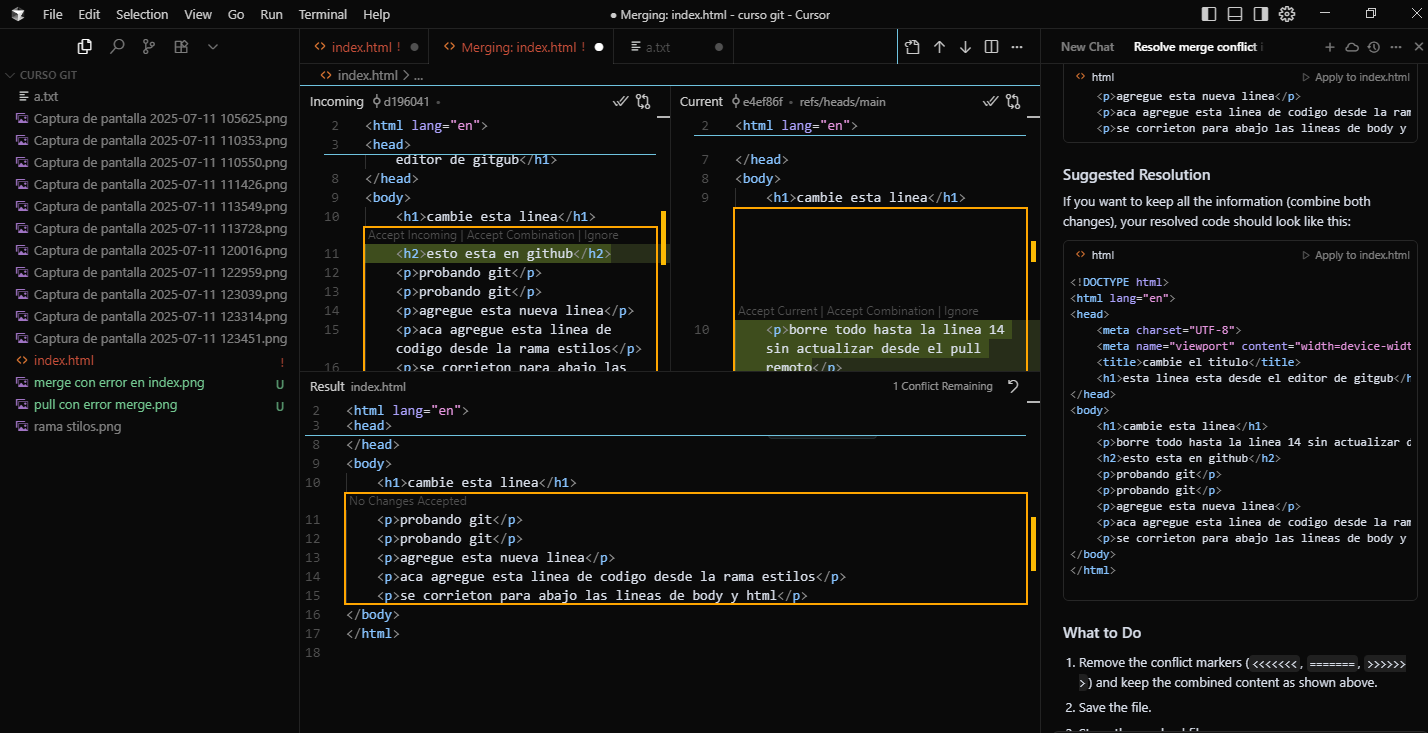 File Edit Selection View Go Run Terminal Help
● Merging: index.html - curso git - Cursor
CURSO GIT
a.txt
Captura de pantalla 2025-07-11 105625.png
Captura de pantalla 2025-07-11 110353.png
Captura de pantalla 2025-07-11 110550.png
Captura de pantalla 2025-07-11 111426.png
Captura de pantalla 2025-07-11 113549.png
Captura de pantalla 2025-07-11 113728.png
Captura de pantalla 2025-07-11 120016.png
Captura de pantalla 2025-07-11 122959.png
Captura de pantalla 2025-07-11 123039.png
Captura de pantalla 2025-07-11 123314.png
Captura de pantalla 2025-07-11 123451.png
index.html !
merge con error en index.png U
pull con error merge.png U
rama stilos.png
index.html ! ●
Merging: index.html ! ●
a.txt ●
index.html > ...
Incoming d196041 •
2 <html lang="en">
3 <head>
editor de gitgub</h1>
8 </head>
9 <body>
10 <h1>cambie esta linea</h1>
Accept Incoming | Accept Combination | Ignore
11 <h2>esto esta en github</h2>
12 <p>probando git</p>
13 <p>probando git</p>
14 <p>agregue esta nueva linea</p>
15 <p>aca agregue esta linea de
codigo desde la rama estilos</p>
16 <p>se corrieton para abajo las
Current e4ef86f • refs/heads/main
2 <html lang="en">
7 </head>
8 <body>
9 <h1>cambie esta linea</h1>
Accept Current | Accept Combination | Ignore
10 <p>borre todo hasta la linea 14
sin actualizar desde el pull
remoto</p>
Result index.html
1 Conflict Remaining
2 <html lang="en">
3 <head>
8 </head>
9 <body>
10 <h1>cambie esta linea</h1>
No Changes Accepted
11 <p>probando git</p>
12 <p>probando git</p>
13 <p>agregue esta nueva linea</p>
14 <p>aca agregue esta linea de codigo desde la rama estilos</p>
15 <p>se corrieton para abajo las lineas de body y html</p>
16 </body>
17 </html>
18
New Chat Resolve merge conflict
html Apply to index.html
<p>agregue esta nueva linea</p>
<p>aca agregue esta linea de codigo desde la ram
<p>se corrieton para abajo las lineas de body y
Suggested Resolution
If you want to keep all the information (combine both
changes), your resolved code should look like this:
html Apply to index.html
<!DOCTYPE html>
<html lang="en">
<head>
<meta charset="UTF-8">
<meta name="viewport" content="width=device-widt
<title>cambie el titulo</title>
<h1>esta linea esta desde el editor de gitgub</h
</head>
<body>
<h1>cambie esta linea</h1>
<p>borre todo hasta la linea 14 sin actualizar d
<h2>esto esta en github</h2>
<p>probando git</p>
<p>probando git</p>
<p>agregue esta nueva linea</p>
<p>aca agregue esta linea de codigo desde la ram
<p>se corrieton para abajo las lineas de body y
</body>
</html>
What to Do
1. Remove the conflict markers (<<<<<<<, =======, >>>>>>
>) and keep the combined content as shown above.
2. Save the file.